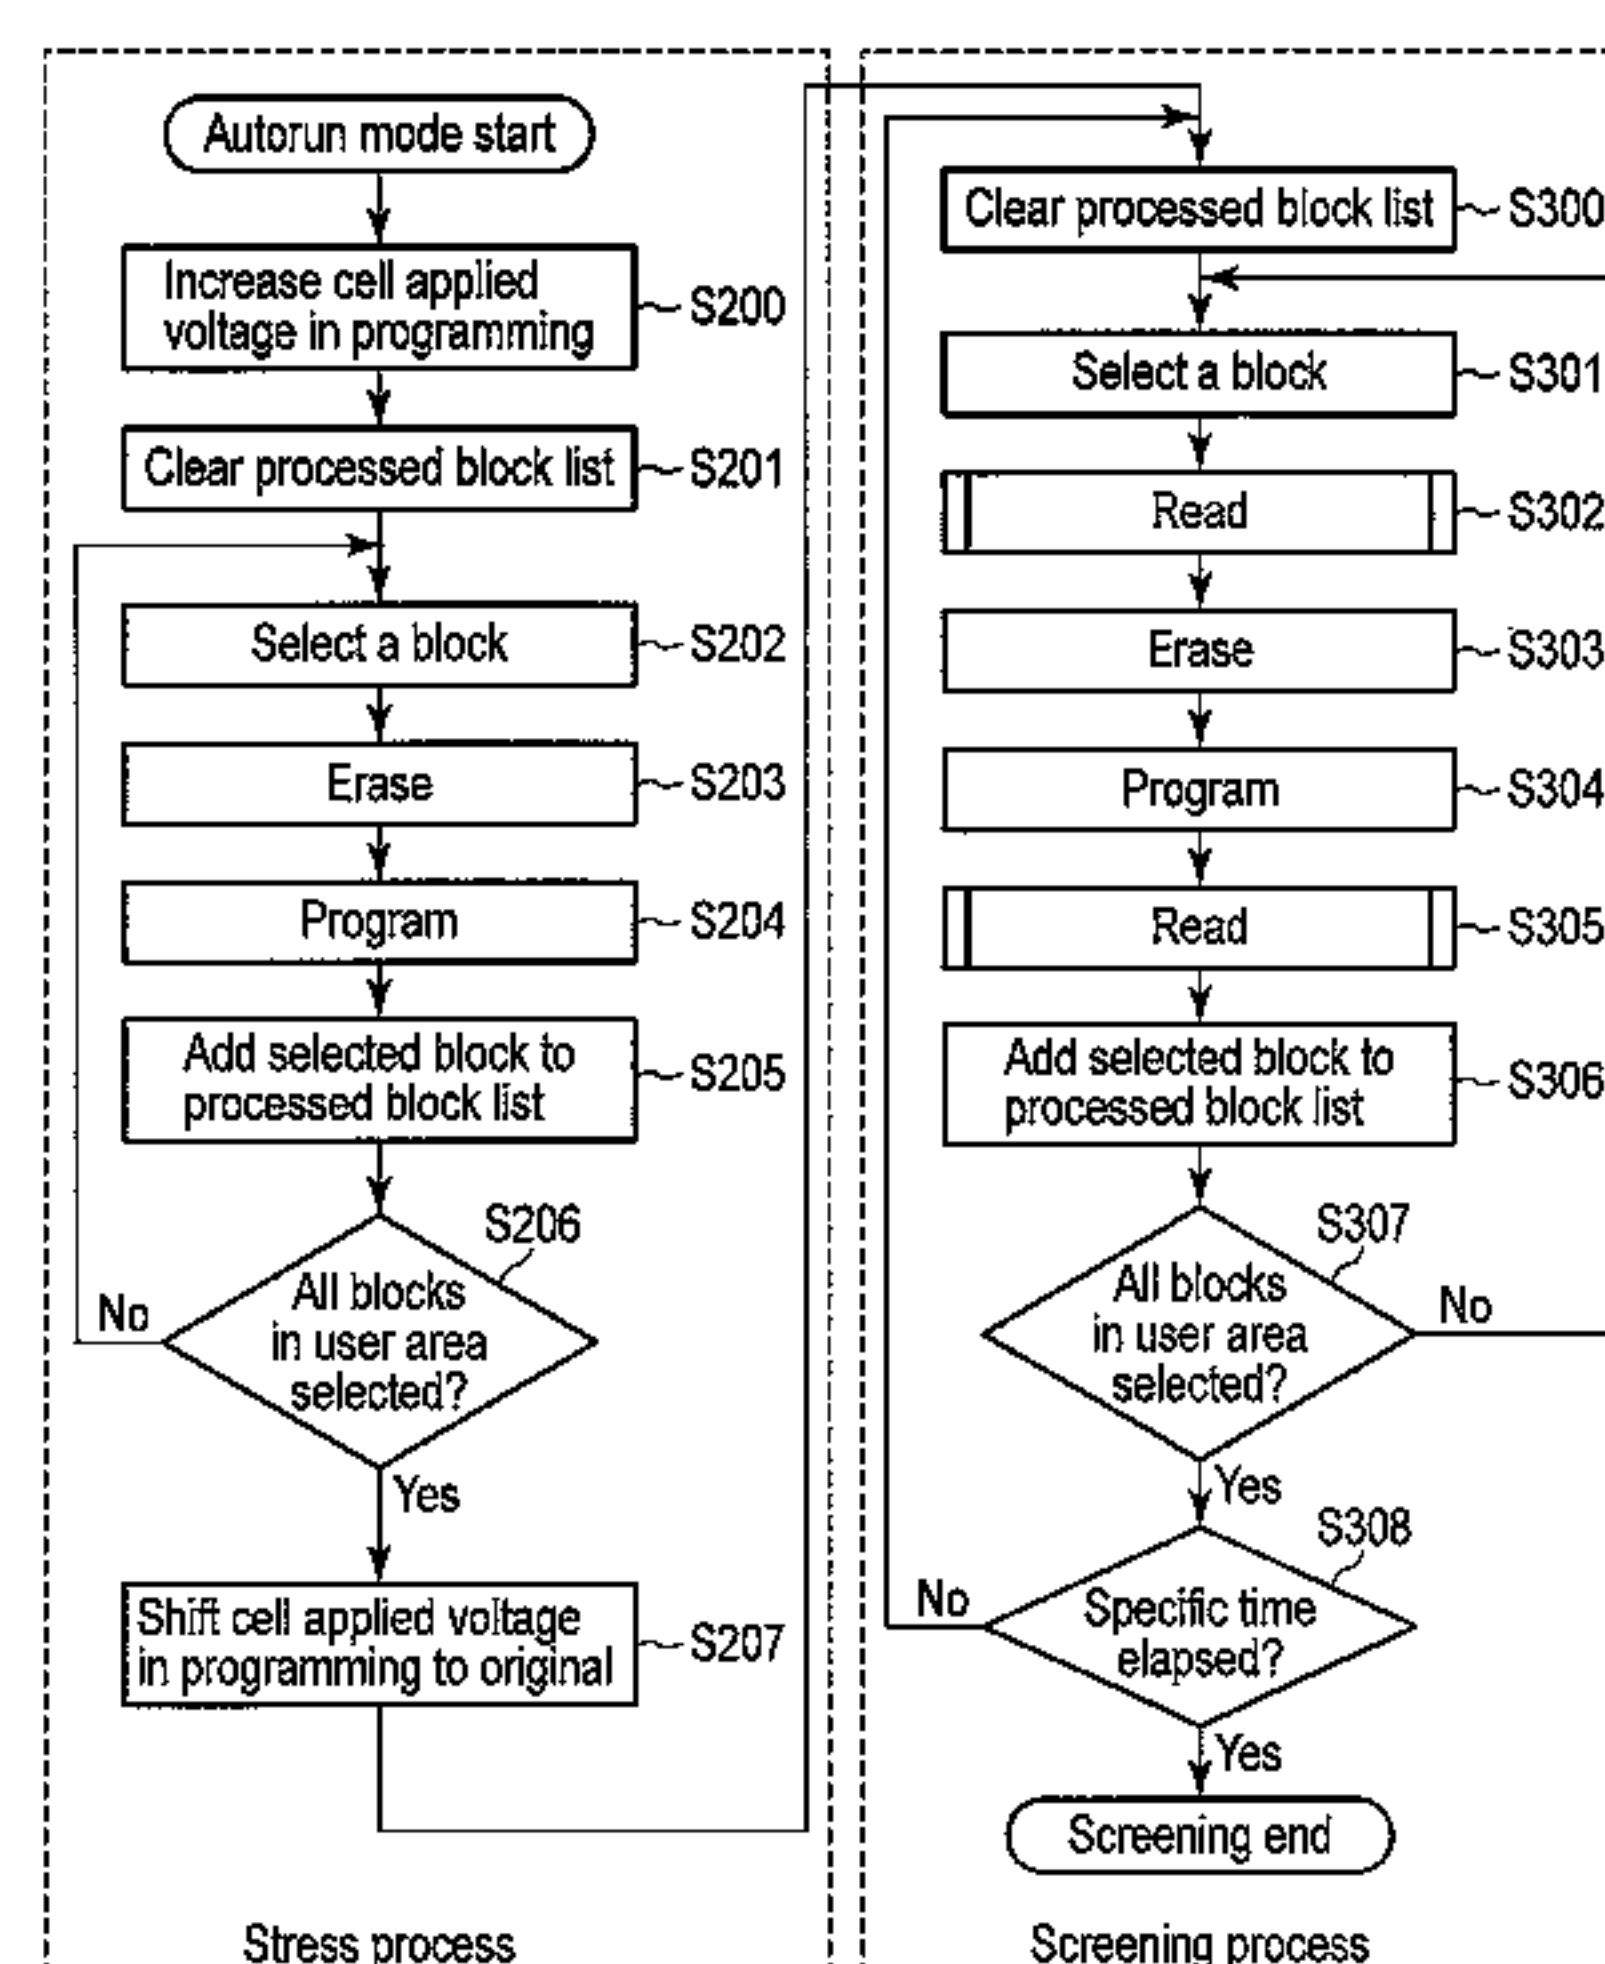 Autorun mode start
Increase cell applied
voltage in programming
S200
Clear processed block list
S201
Select a block
S202
Erase
S203
Program
S204
Add selected block to
processed block list
S205
S206
All blocks
in user area
selected?
No
Yes
Shift cell applied voltage
in programming to original
S207
Stress process
Clear processed block list
S300
Select a block
S301
Read
S302
Erase
S303
Program
S304
Read
S305
Add selected block to
processed block list
S306
S307
All blocks
in user area
selected?
No
Yes
S308
Specific time
elapsed?
No
Yes
Screening end
Screening process